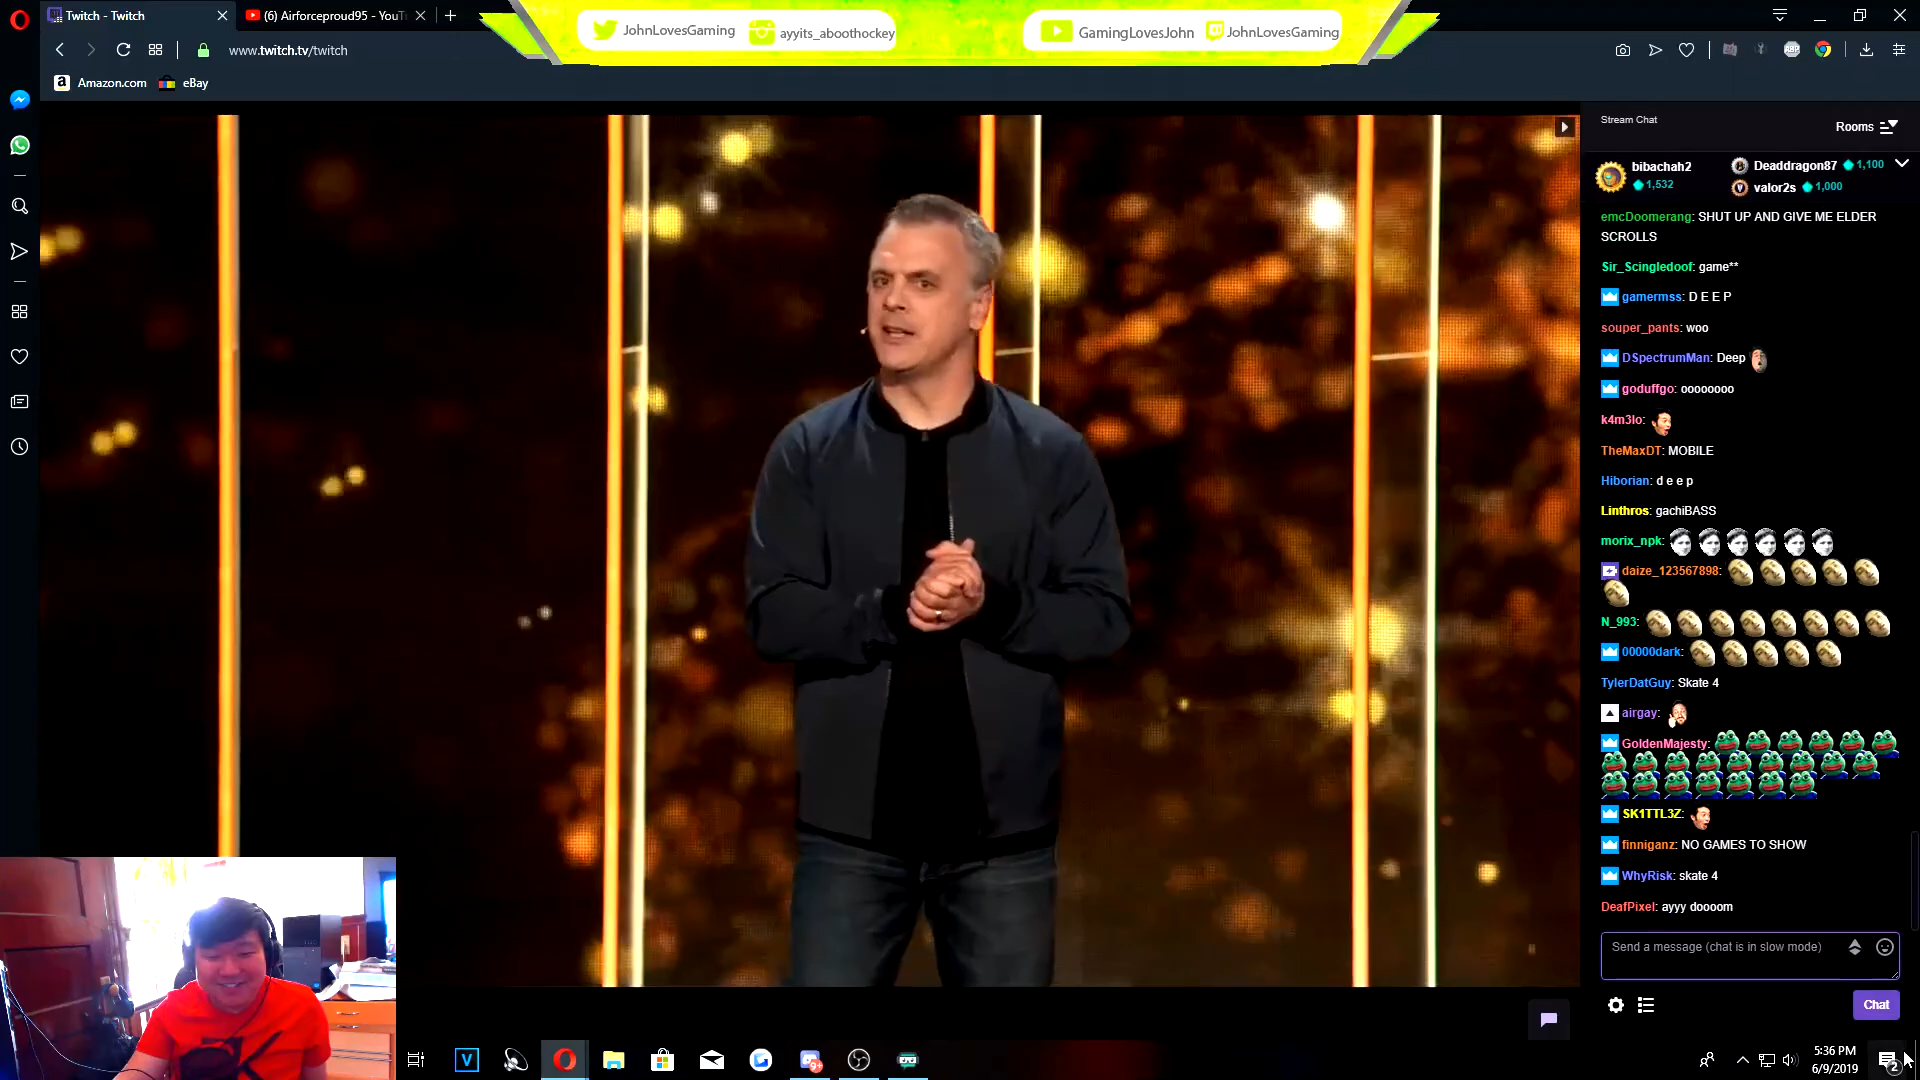 Twitch - Twitch
(6) Airforceproud95 - YouT
JohnLovesGaming
ayyits_aboothockey
GamingLovesJohn
JohnLovesGaming
www.twitch.tv/twitch
ABP
a Amazon.com
eBay
Stream Chat
Rooms
bibachah2
1,532
Deaddragon87 1,100
valor2s 1,000
emcDoomerang: SHUT UP AND GIVE ME ELDER
SCROLLS
Sir_Scingledoof: game**
gamermss: D E E P
souper_pants: woo
DSpectrumMan: Deep
goduffgo: oooooooo
k4m3lo:
TheMaxDT: MOBILE
Hiborian: d e e p
Linthros: gachiBASS
morix_npk:
daize_123567898:
N_993:
00000dark:
TylerDatGuy: Skate 4
airgay:
GoldenMajesty:
SK1TTL3Z:
finniganz: NO GAMES TO SHOW
WhyRisk: skate 4
DeafPixel: ayyy doooom
Send a message (chat is in slow mode)
Chat
V
9+
5:36 PM
6/9/2019
2